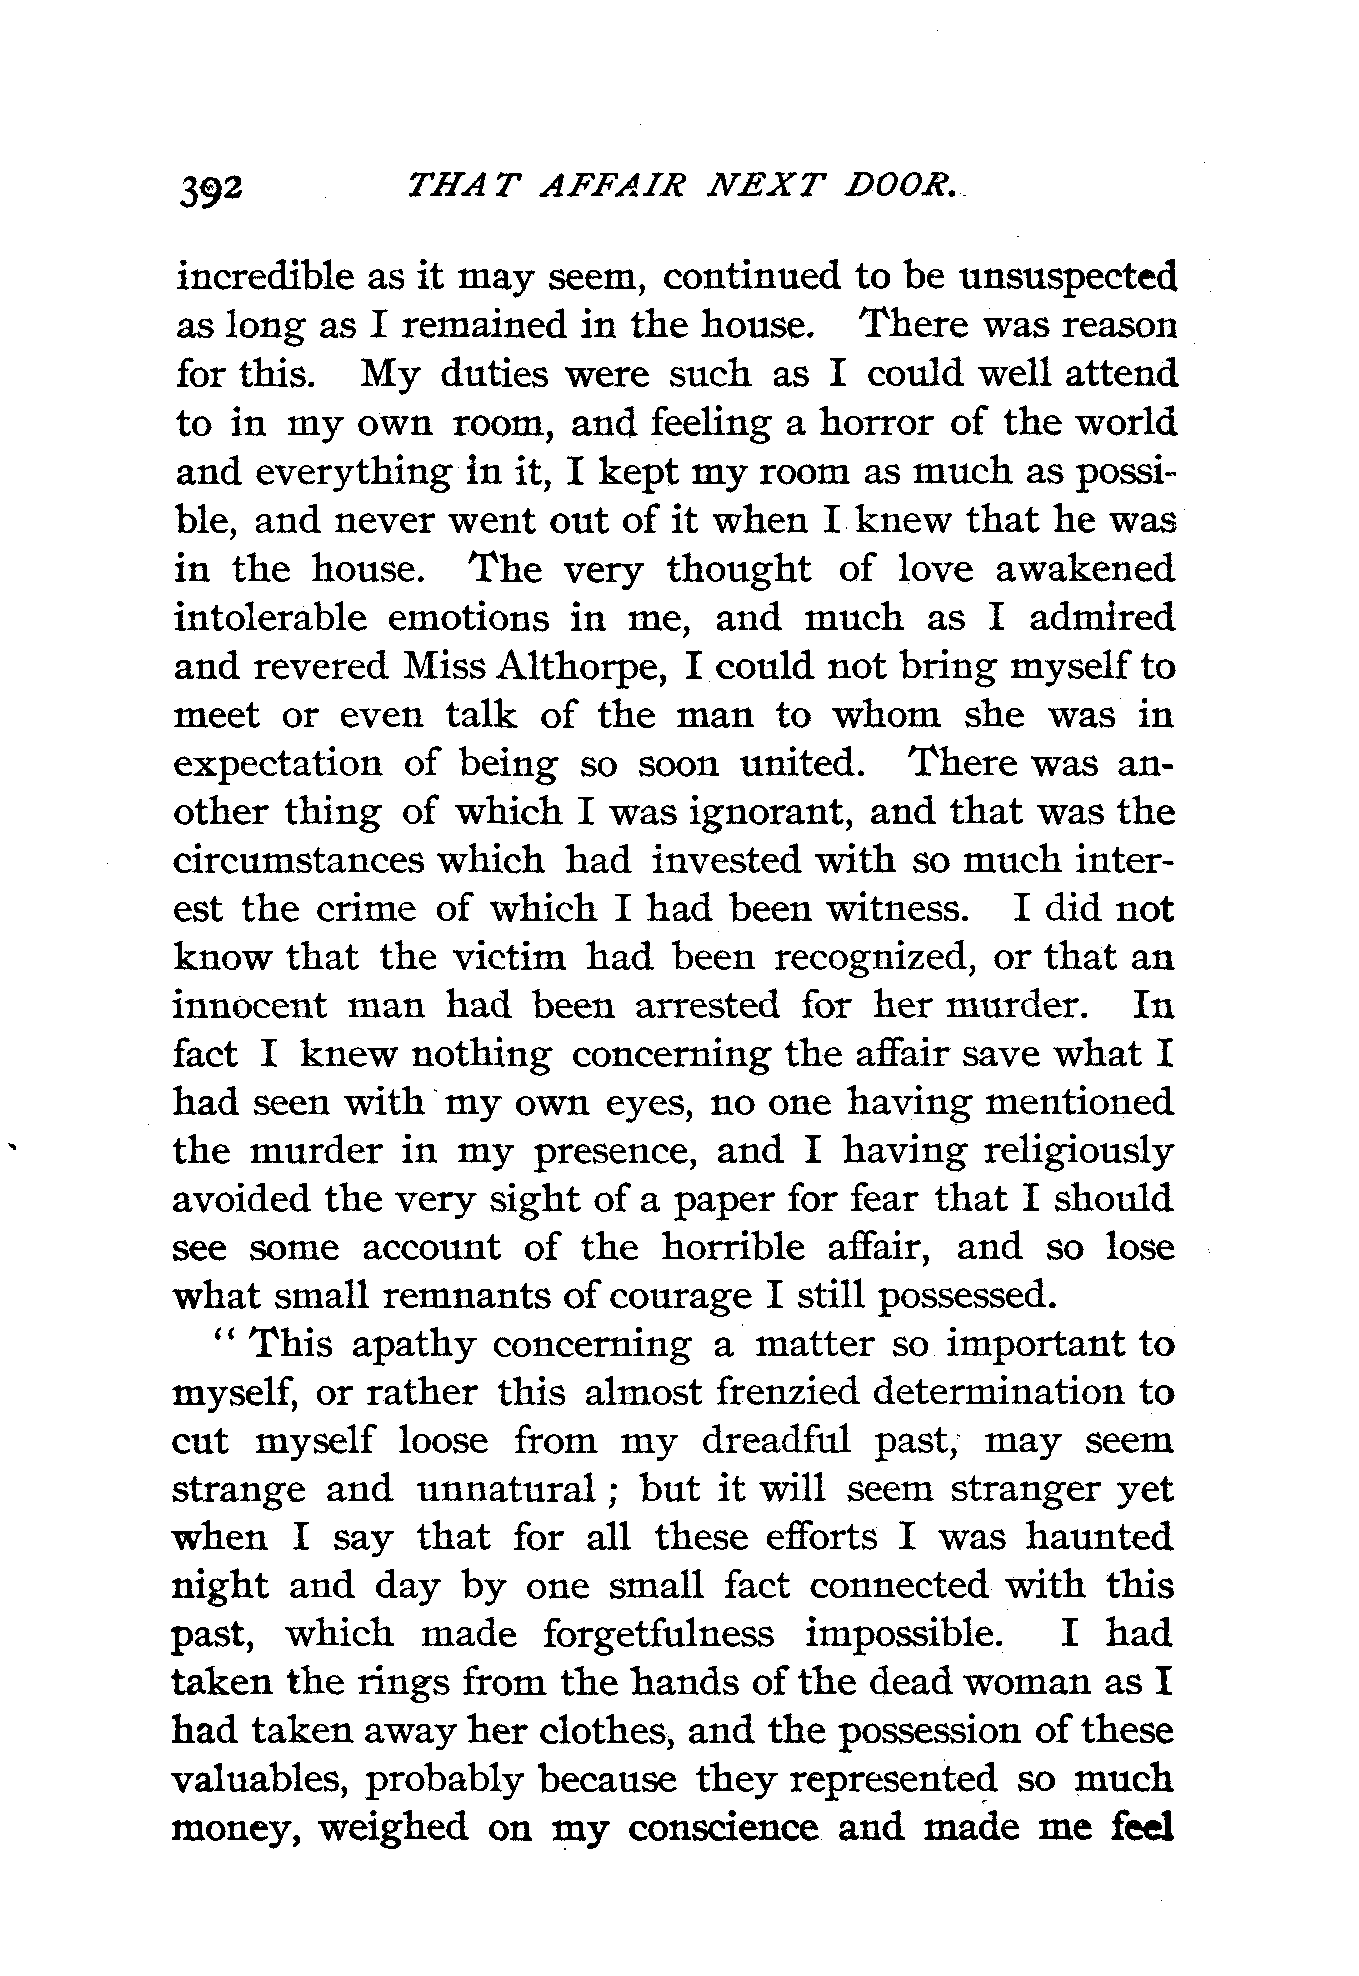 392 THAT AFFAIR NEXT DOOR.
incredible as it may seem, continued to be unsuspected
as long as I remained in the house. There was reason
for this. My duties were such as I could well attend
to in my own room, and feeling a horror of the world
and everything in it, I kept my room as much as possi-
ble, and never went out of it when I knew that he was
in the house. The very thought of love awakened
intolerable emotions in me, and much as I admired
and revered Miss Althorpe, I could not bring myself to
meet or even talk of the man to whom she was in
expectation of being so soon united. There was an-
other thing of which I was ignorant, and that was the
circumstances which had invested with so much inter-
est the crime of which I had been witness. I did not
know that the victim had been recognized, or that an
innocent man had been arrested for her murder. In
fact I knew nothing concerning the affair save what I
had seen with my own eyes, no one having mentioned
the murder in my presence, and I having religiously
avoided the very sight of a paper for fear that I should
see some account of the horrible affair, and so lose
what small remnants of courage I still possessed.
“ This apathy concerning a matter so important to
myself, or rather this almost frenzied determination to
cut myself loose from my dreadful past, may seem
strange and unnatural ; but it will seem stranger yet
when I say that for all these efforts I was haunted
night and day by one small fact connected with this
past, which made forgetfulness impossible. I had
taken the rings from the hands of the dead woman as I
had taken away her clothes, and the possession of these
valuables, probably because they represented so much
money, weighed on my conscience and made me feel